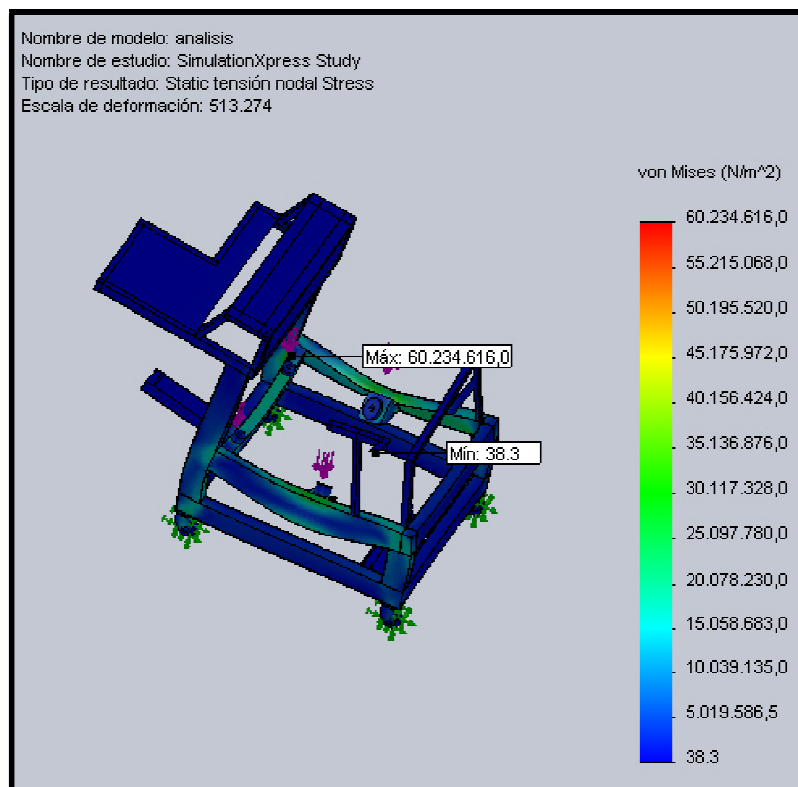 Nombre de modelo: analisis
Nombre de estudio: SimulationXpress Study
Tipo de resultado: Static tensión nodal Stress
Escala de deformación: 513.274
von Mises (N/m^2)
60.234.616,0
55.215.068,0
50.195.520,0
45.175.972,0
40.156.424,0
35.136.876,0
30.117.328,0
25.097.780,0
20.078.230,0
15.058.683,0
10.039.135,0
5.019.586,5
38.3
Máx: 60.234.616,0
Mín: 38.3